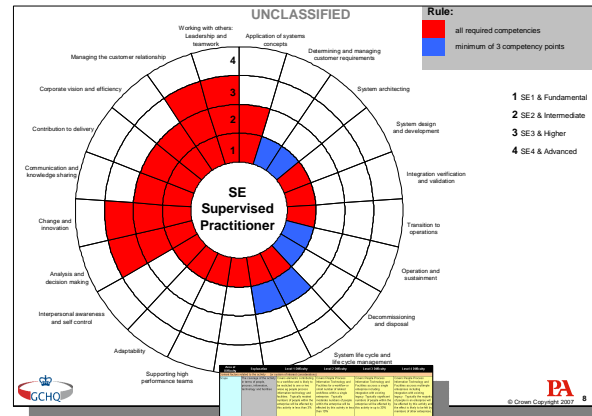 UNCLASSIFIED
Rule:
all required competencies
minimum of 3 competency points
1 SE1 & Fundamental
2 SE2 & Intermediate
3 SE3 & Higher
4 SE4 & Advanced
Working with others:
Leadership and
teamwork
Application of systems
concepts
Determining and managing
customer requirements
System architecting
System design
and development
Integration verification
and validation
Transition to
operations
Operation and
sustainment
Decommissioning
and disposal
System life cycle and
life cycle management
Supporting high
performance teams
Adaptability
Interpersonal awareness
and self control
Analysis and
decision making
Change and
innovation
Communication and
knowledge sharing
Contribution to delivery
Corporate vision and efficiency
Managing the customer relationship
4
3
2
1
SE
Supervised
Practitioner
GCHQ
PA
© Crown Copyright 2007
8